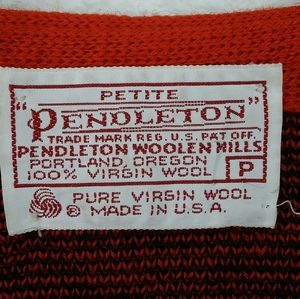 PETITE
"PENDLETON"
TRADE MARK REG. U.S. PAT OFF.
PENDLETON WOOLEN MILLS
PORTLAND, OREGON
100% VIRGIN WOOL
P
PURE VIRGIN WOOL
® MADE IN U.S.A.